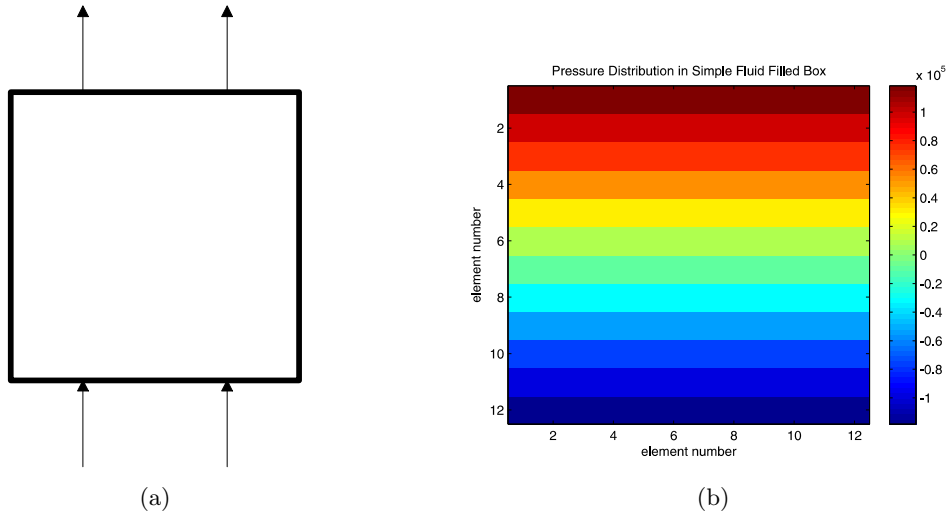 Pressure Distribution in Simple Fluid Filled Box
x 10^5
2
4
6
8
10
12
element number
2 4 6 8 10 12
element number
1
0.8
0.6
0.4
0.2
0
-0.2
-0.4
-0.6
-0.8
-1
(a)
(b)